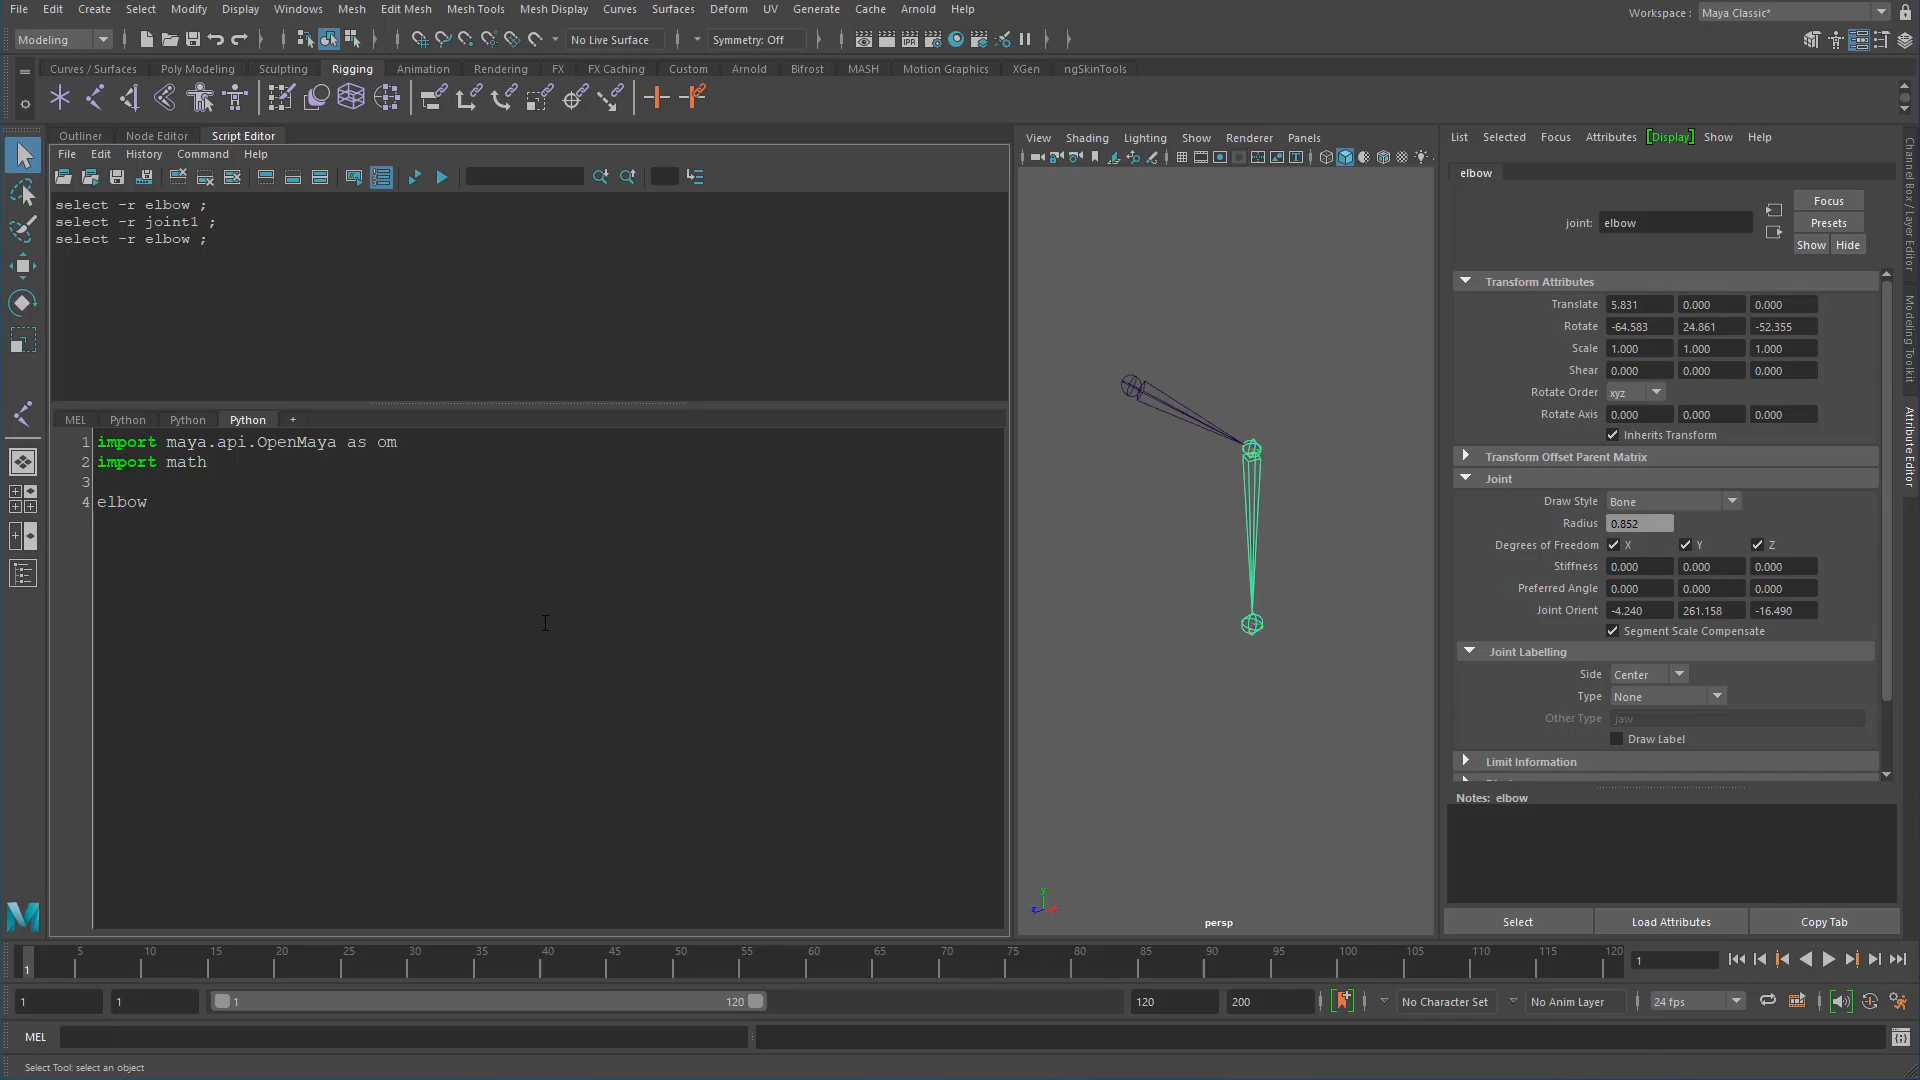 File Edit Create Select Modify Display Windows Mesh Edit Mesh Mesh Tools Mesh Display Curves Surfaces Deform UV Generate Cache Arnold Help
Workspace : Maya Classic*
Modeling No Live Surface Symmetry: Off
Curves / Surfaces Poly Modeling Sculpting Rigging Animation Rendering FX FX Caching Custom Arnold Bifrost MASH Motion Graphics XGen ngSkinTools
Outliner Node Editor Script Editor
File Edit History Command Help
select -r elbow ;
select -r joint1 ;
select -r elbow ;
MEL Python Python Python +
1 import maya.api.OpenMaya as om
2 import math
3
4 elbow
View Shading Lighting Show Renderer Panels
persp
List Selected Focus Attributes Display Show Help
elbow
joint: elbow
Focus
Presets
Show Hide
Transform Attributes
Translate 5.831 0.000 0.000
Rotate -64.583 24.861 -52.355
Scale 1.000 1.000 1.000
Shear 0.000 0.000 0.000
Rotate Order xyz
Rotate Axis 0.000 0.000 0.000
Inherits Transform
Transform Offset Parent Matrix
Joint
Draw Style Bone
Radius 0.852
Degrees of Freedom X Y Z
Stiffness 0.000 0.000 0.000
Preferred Angle 0.000 0.000 0.000
Joint Orient -4.240 261.158 -16.490
Segment Scale Compensate
Joint Labelling
Side Center
Type None
Other Type jaw
Draw Label
Limit Information
Notes: elbow
Select Load Attributes Copy Tab
Channel Box / Layer Editor
Modeling Toolkit
Attribute Editor
5 10 15 20 25 30 35 40 45 50 55 60 65 70 75 80 85 90 95 100 105 110 115 120
1 1
1 1 1 120 120 200 No Character Set No Anim Layer 24 fps
MEL
Select Tool: select an object